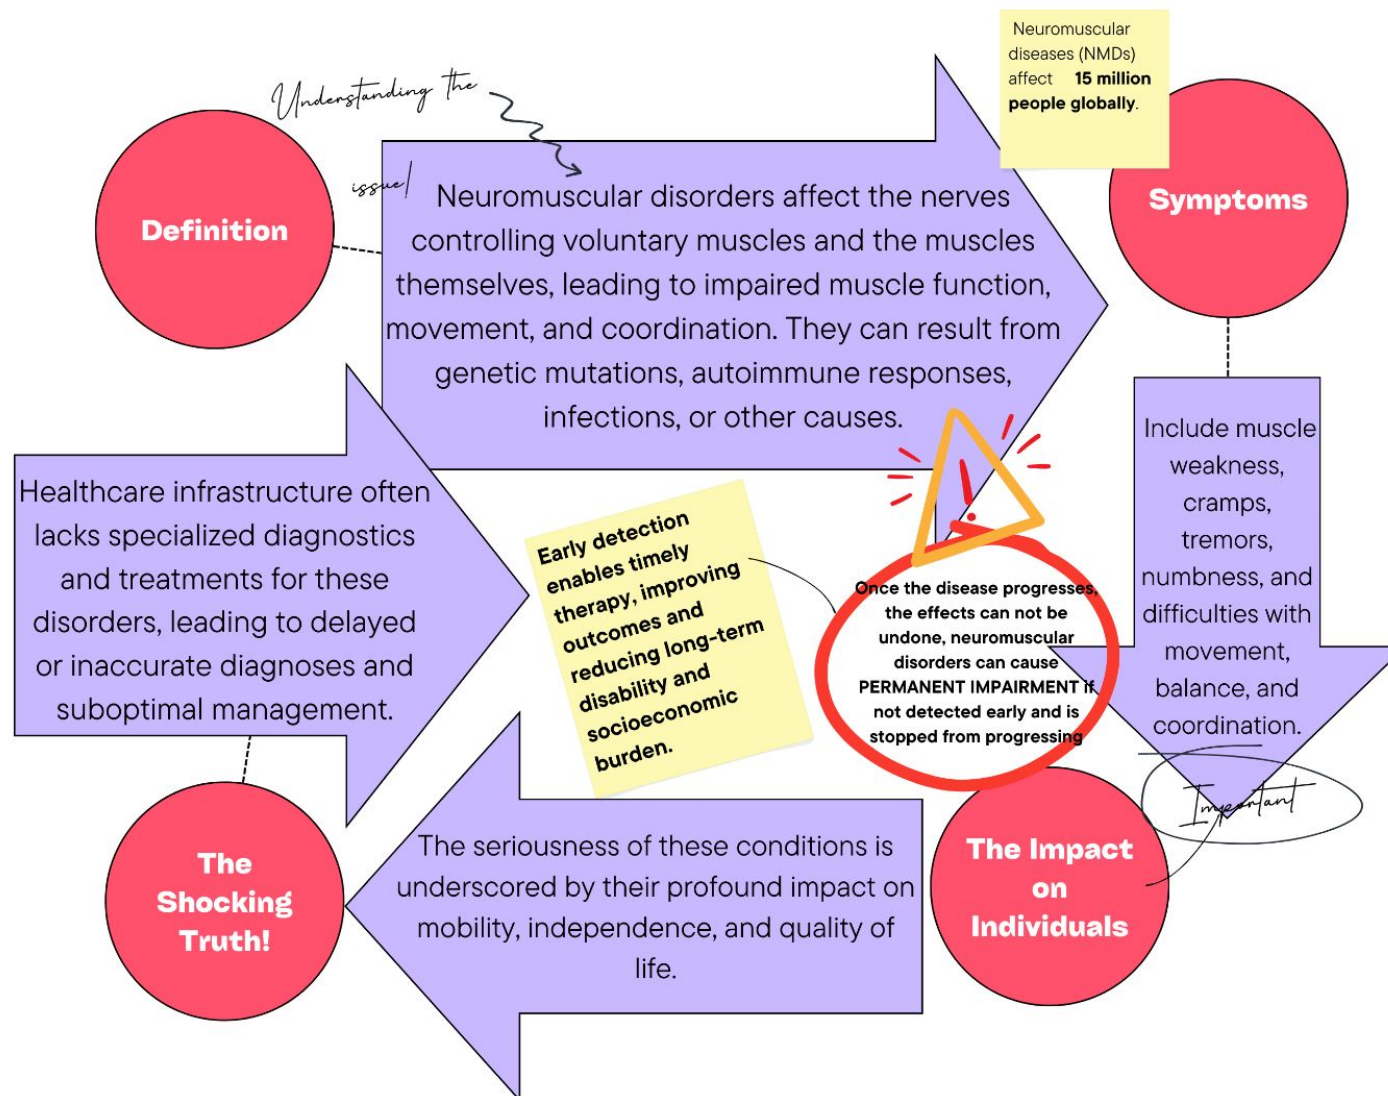 Understanding the
issue!
Definition
Neuromuscular disorders affect the nerves
controlling voluntary muscles and the muscles
themselves, leading to impaired muscle function,
movement, and coordination. They can result from
genetic mutations, autoimmune responses,
infections, or other causes.
Neuromuscular
diseases (NMDs)
affect 15 million
people globally.
Symptoms
Include muscle
weakness,
cramps,
tremors,
numbness, and
difficulties with
movement,
balance, and
coordination.
Important
The Impact
on
Individuals
The seriousness of these conditions is
underscored by their profound impact on
mobility, independence, and quality of
life.
The
Shocking
Truth!
Healthcare infrastructure often
lacks specialized diagnostics
and treatments for these
disorders, leading to delayed
or inaccurate diagnoses and
suboptimal management.
Early detection
enables timely
therapy, improving
outcomes and
reducing long-term
disability and
socioeconomic
burden.
!
Once the disease progresses,
the effects can not be
undone, neuromuscular
disorders can cause
PERMANENT IMPAIRMENT if
not detected early and is
stopped from progressing